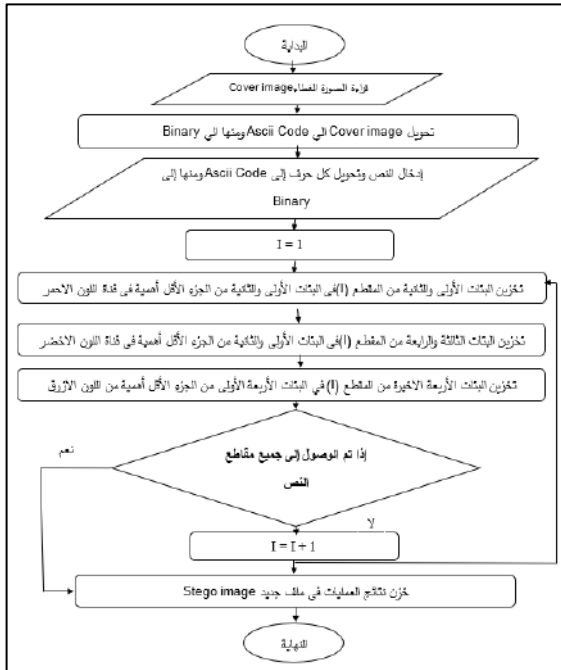 البداية
قراءة الصورة الغطاء Cover image
تحويل Cover image الى Ascii Code ومنها الي Binary
إدخال النص وتحويل كل حرف إلى Ascii Code ومنها إلى
Binary
I = 1
تخزين البتات الأولى والثانية من المقطع (I) في البتات الأولى والثانية من الجزء الأقل أهمية في قناة اللون الاحمر
تخزين البتات الثالثة والرابعة من المقطع (I) في البتات الأولى والثانية من الجزء الأقل أهمية في قناة اللون الاخضر
تخزين البتات الأربعة الاخيرة من المقطع (I) في البتات الأربعة الأولى من الجزء الأقل أهمية من اللون الازرق
إذا تم الوصول إلى جميع مقاطع
النص
نعم
لا
I = I + 1
خزن نتائج العمليات في ملف جديد Stego image
النهاية